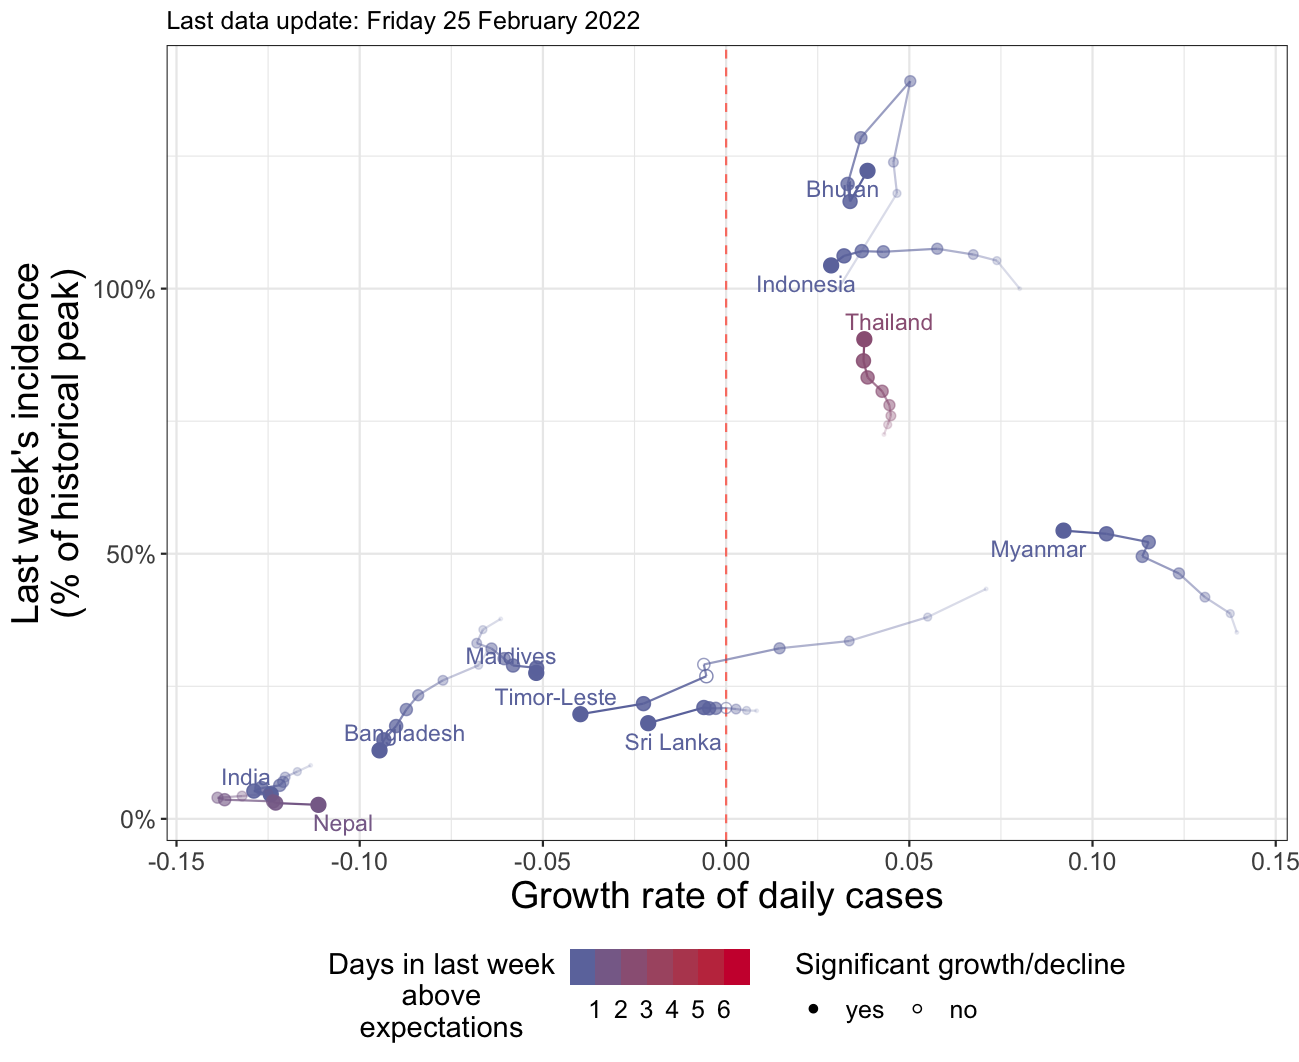 Last data update: Friday 25 February 2022
Last week's incidence
(% of historical peak)
100%
50%
0%
Bhutan
Indonesia
Thailand
Myanmar
Maldives
Timor-Leste
Bangladesh
Sri Lanka
India
Nepal
-0.15 -0.10 -0.05 0.00 0.05 0.10 0.15
Growth rate of daily cases
Days in last week
above
expectations
1 2 3 4 5 6
Significant growth/decline
yes no